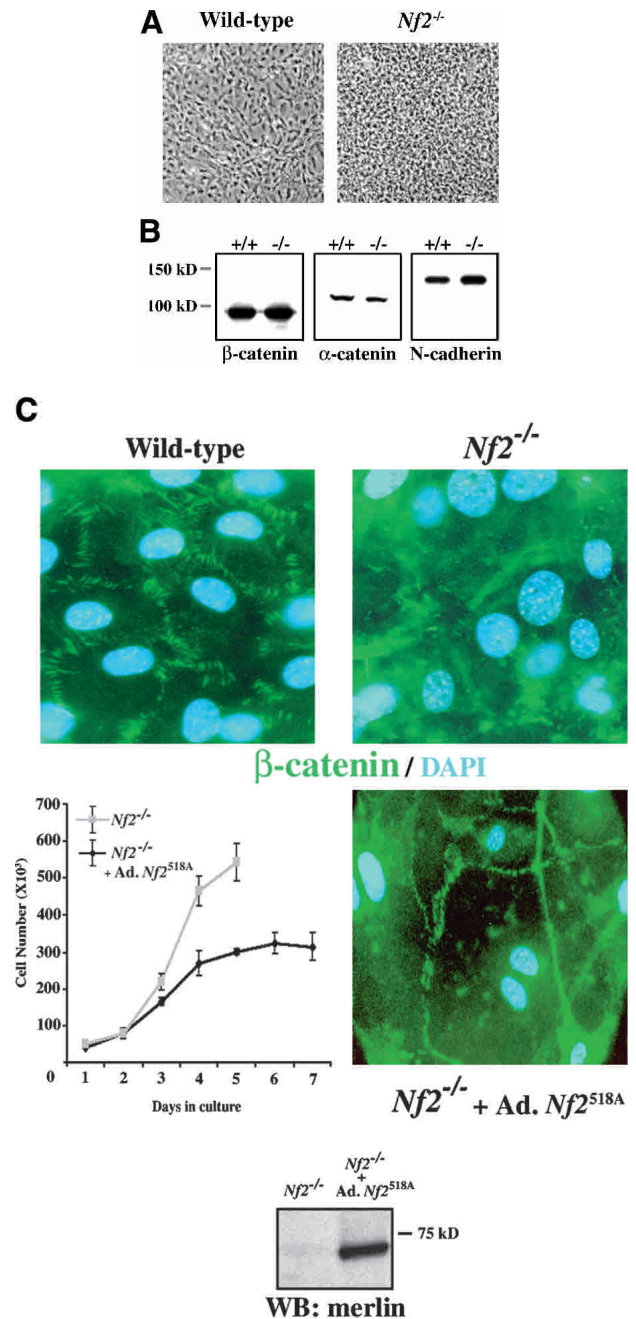 A
Wild-type
Nf2-/-
B
+/+ -/-
+/+ -/-
+/+ -/-
150 kD
100 kD
β-catenin
α-catenin
N-cadherin
C
Wild-type
Nf2-/-
β-catenin / DAPI
700
600
500
400
300
200
100
0
Cell Number (X10³)
Nf2-/-
Nf2-/-
+ Ad. Nf2518A
1 2 3 4 5 6 7
Days in culture
Nf2-/- + Ad. Nf2518A
Nf2-/-
Nf2-/-
+
Ad. Nf2518A
75 kD
WB: merlin